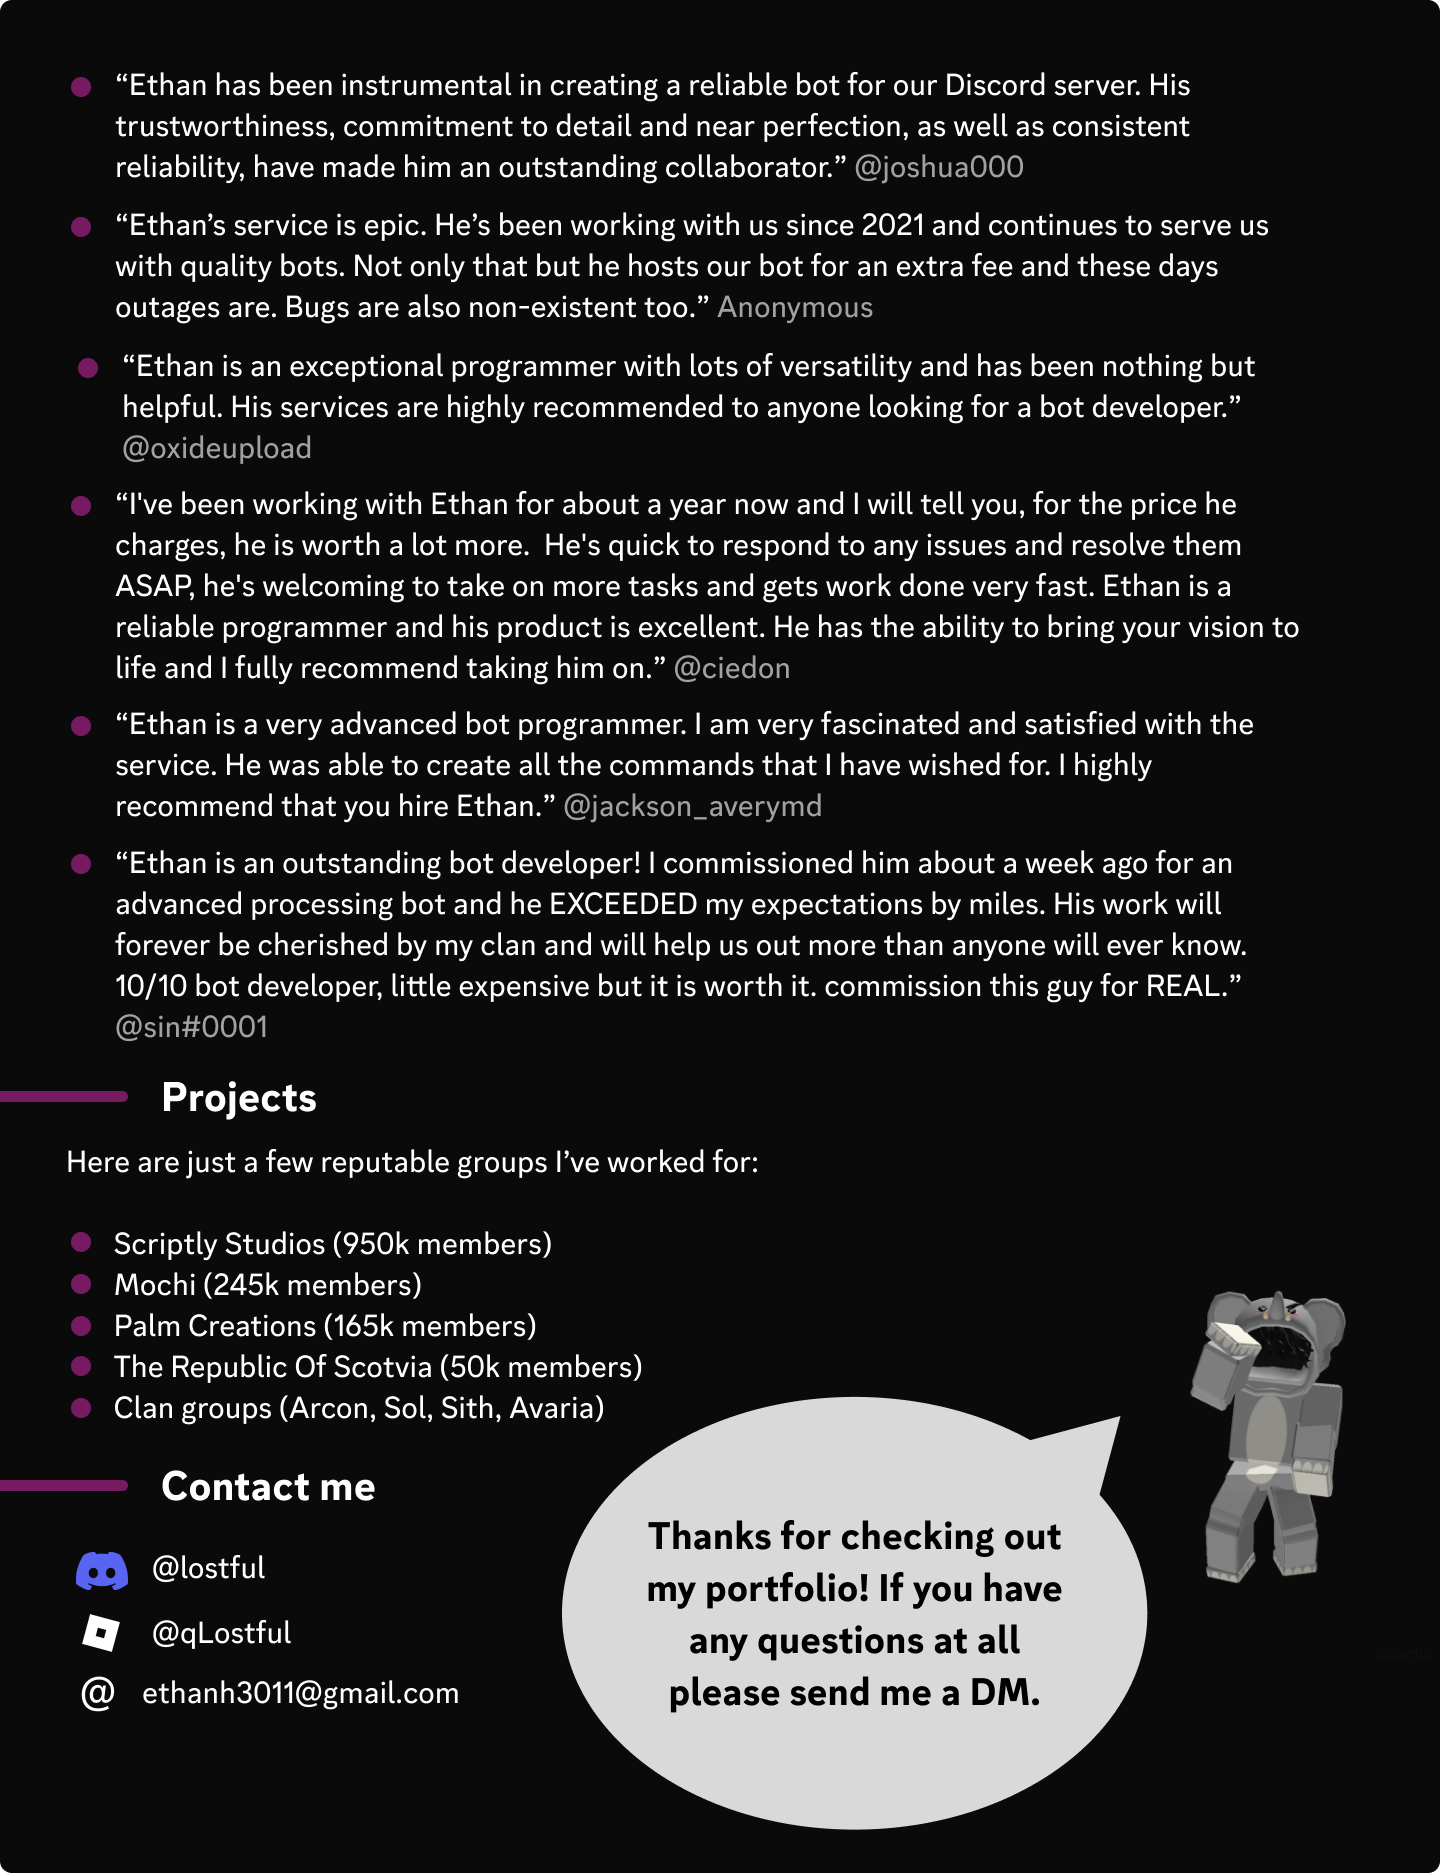 “Ethan has been instrumental in creating a reliable bot for our Discord server. His
trustworthiness, commitment to detail and near perfection, as well as consistent
reliability, have made him an outstanding collaborator.” @joshua000
“Ethan’s service is epic. He’s been working with us since 2021 and continues to serve us
with quality bots. Not only that but he hosts our bot for an extra fee and these days
outages are. Bugs are also non-existent too.” Anonymous
“Ethan is an exceptional programmer with lots of versatility and has been nothing but
helpful. His services are highly recommended to anyone looking for a bot developer.”
@oxideupload
“I've been working with Ethan for about a year now and I will tell you, for the price he
charges, he is worth a lot more.  He's quick to respond to any issues and resolve them
ASAP, he's welcoming to take on more tasks and gets work done very fast. Ethan is a
reliable programmer and his product is excellent. He has the ability to bring your vision to
life and I fully recommend taking him on.” @ciedon
“Ethan is a very advanced bot programmer. I am very fascinated and satisfied with the
service. He was able to create all the commands that I have wished for. I highly
recommend that you hire Ethan.” @jackson_averymd
“Ethan is an outstanding bot developer! I commissioned him about a week ago for an
advanced processing bot and he EXCEEDED my expectations by miles. His work will
forever be cherished by my clan and will help us out more than anyone will ever know.
10/10 bot developer, little expensive but it is worth it. commission this guy for REAL.”
@sin#0001
Projects
Here are just a few reputable groups I’ve worked for:
Scriptly Studios (950k members)
Mochi (245k members)
Palm Creations (165k members)
The Republic Of Scotvia (50k members)
Clan groups (Arcon, Sol, Sith, Avaria)
Contact me
@lostful
@qLostful
@ ethanh3011@gmail.com
Thanks for checking out
my portfolio! If you have
any questions at all
please send me a DM.